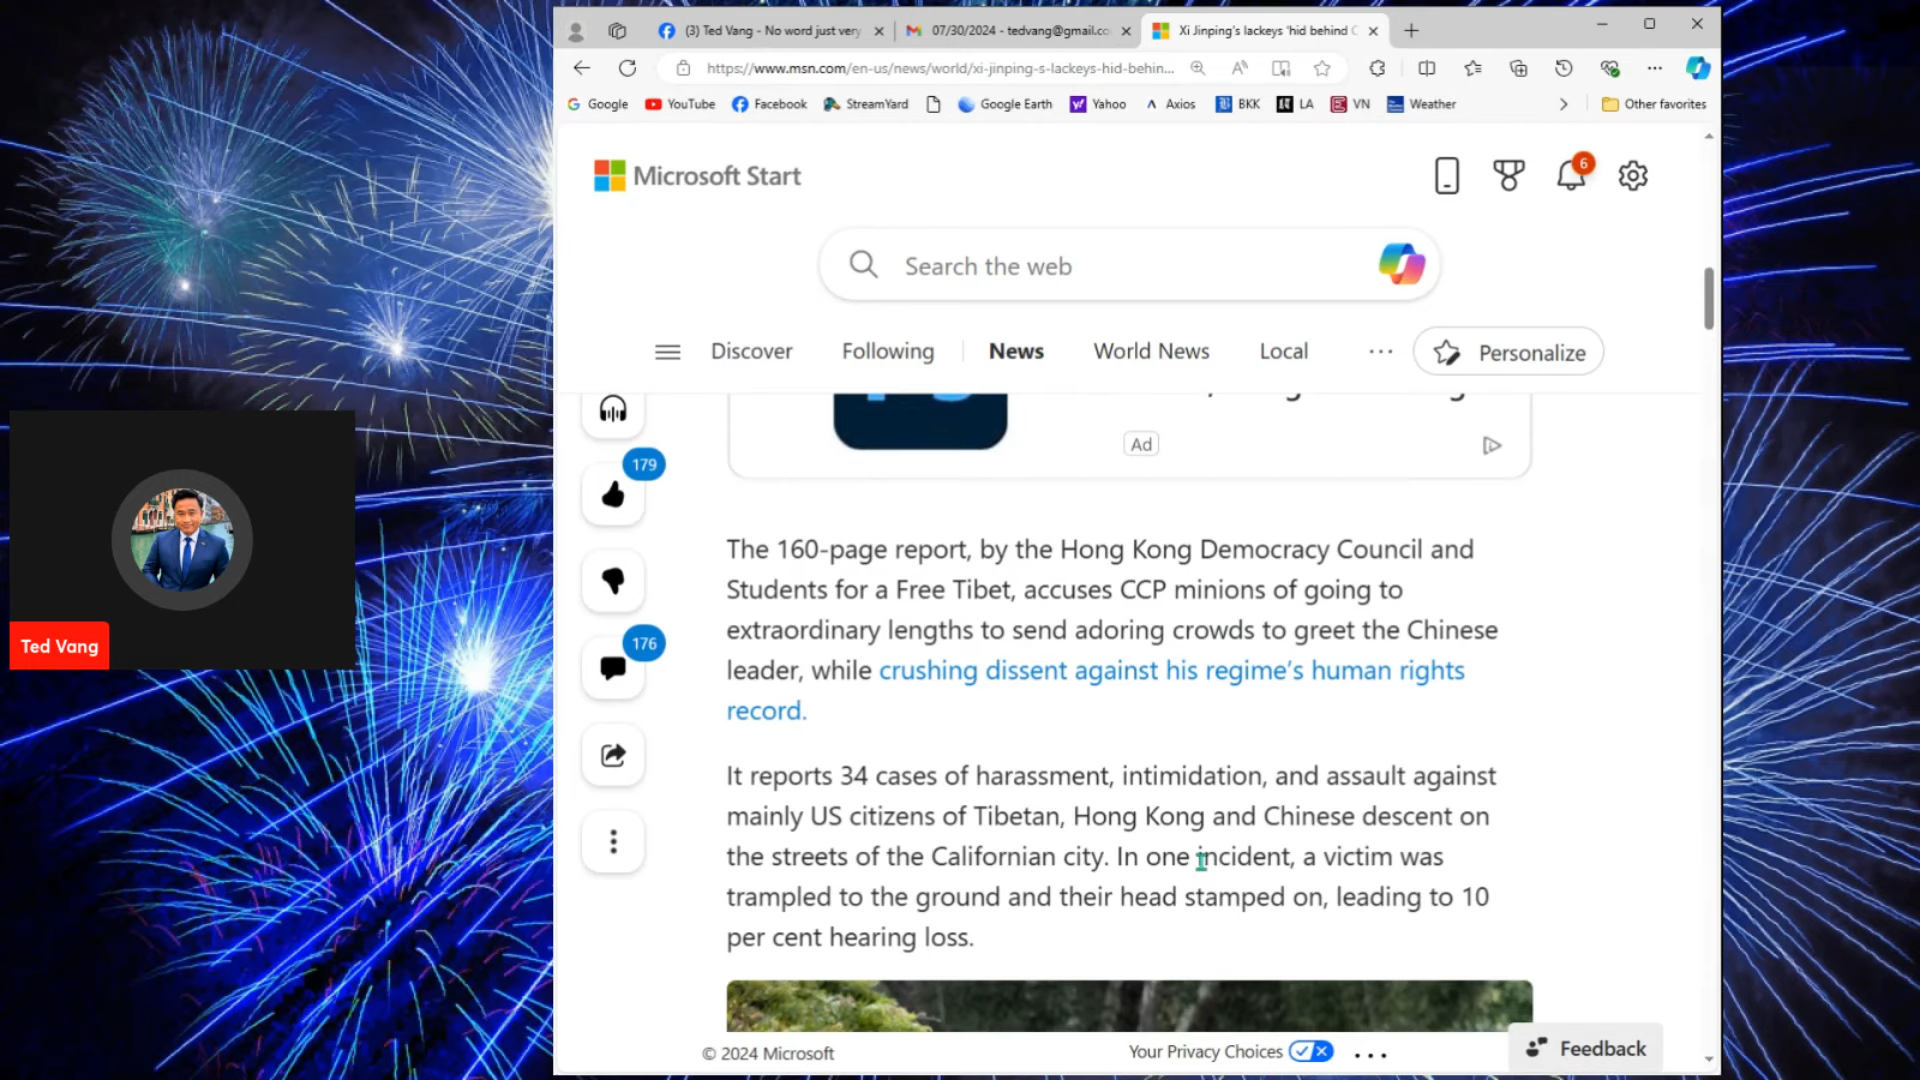 (3) Ted Vang - No word just very
07/30/2024 - tedvang@gmail.co
Xi Jinping's lackeys 'hid behind C
https://www.msn.com/en-us/news/world/xi-jinping-s-lackeys-hid-behin...
Google
YouTube
Facebook
StreamYard
Google Earth
Yahoo
Axios
BKK
LA
VN
Weather
Other favorites
Microsoft Start
6
Search the web
Discover
Following
News
World News
Local
Personalize
Ad
179
The 160-page report, by the Hong Kong Democracy Council and
Students for a Free Tibet, accuses CCP minions of going to
extraordinary lengths to send adoring crowds to greet the Chinese
leader, while crushing dissent against his regime's human rights
record.
176
It reports 34 cases of harassment, intimidation, and assault against
mainly US citizens of Tibetan, Hong Kong and Chinese descent on
the streets of the Californian city. In one incident, a victim was
trampled to the ground and their head stamped on, leading to 10
per cent hearing loss.
Ted Vang
© 2024 Microsoft
Your Privacy Choices
Feedback